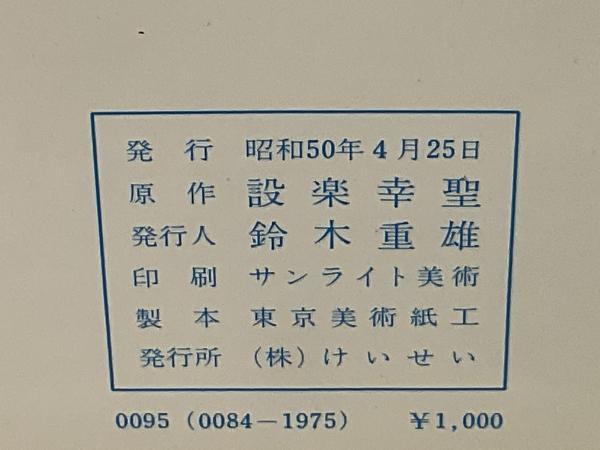 発行 昭和50年4月25日
原作 設楽幸聖
発行人 鈴木重雄
印刷 サンライト美術
製本 東京美術紙工
発行所 (株)けいせい
0095 (0084-1975) ¥1,000